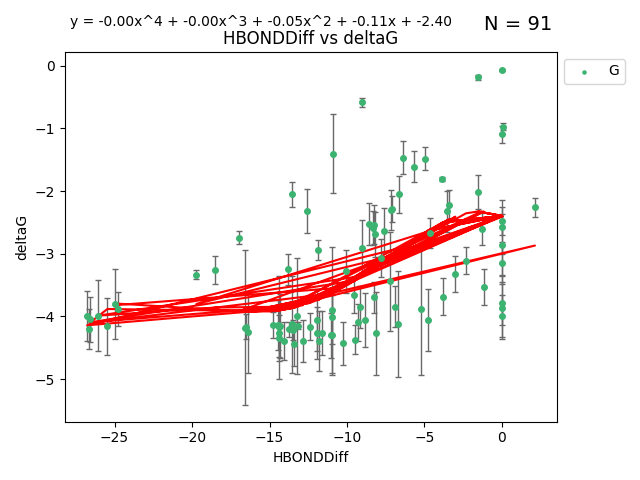 y = -0.00x^4 + -0.00x^3 + -0.05x^2 + -0.11x + -2.40
N = 91
HBONDDiff vs deltaG
G
0
−1
−2
−3
−4
−5
deltaG
−25
−20
−15
−10
−5
0
HBONDDiff